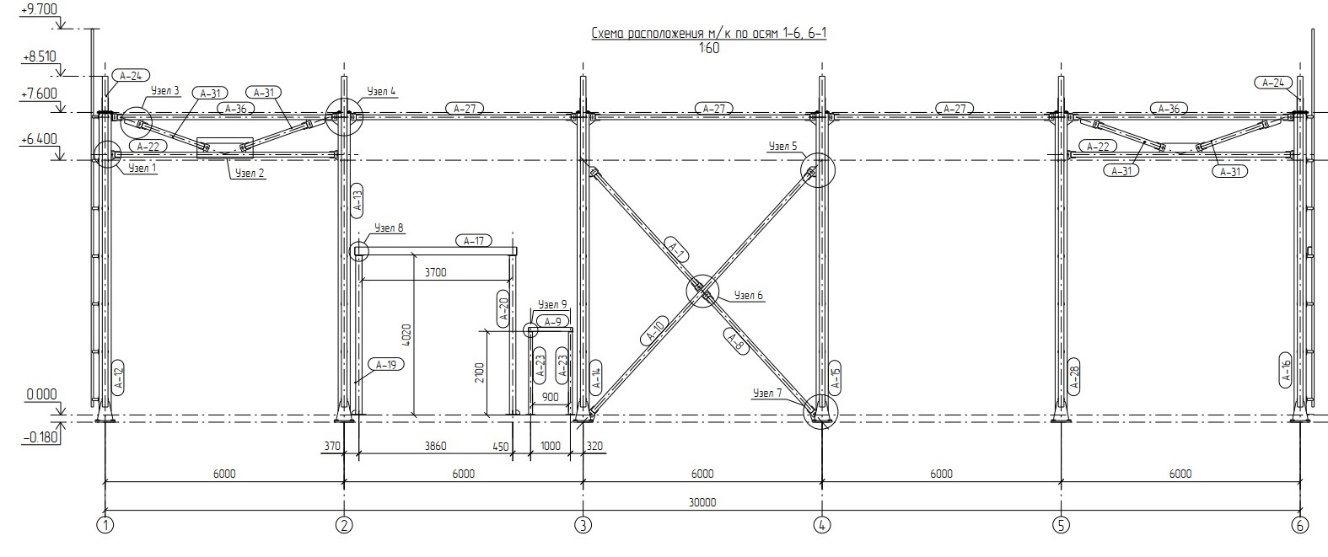 +9.700
Схема расположения м/к по осям 1-6, 6-1
1:60
+8.510
А-24
Узел 3
А-31
А-31
Узел 4
А-24
+7.600
А-36
А-27
А-27
А-27
А-36
+6.400
А-22
Узел 1
Узел 2
Узел 5
А-22
А-31
А-31
А-13
Узел 8
А-17
3700
А-1
4020
А-20
Узел 9
А-9
Узел 6
2100
А-23
А-23
А-10
А-8
А-12
А-19
900
А-14
Узел 7
А-15
А-28
А-16
0.000
-0.180
370
3860
450
1000
320
6000
6000
6000
6000
6000
30000
1
2
3
4
5
6